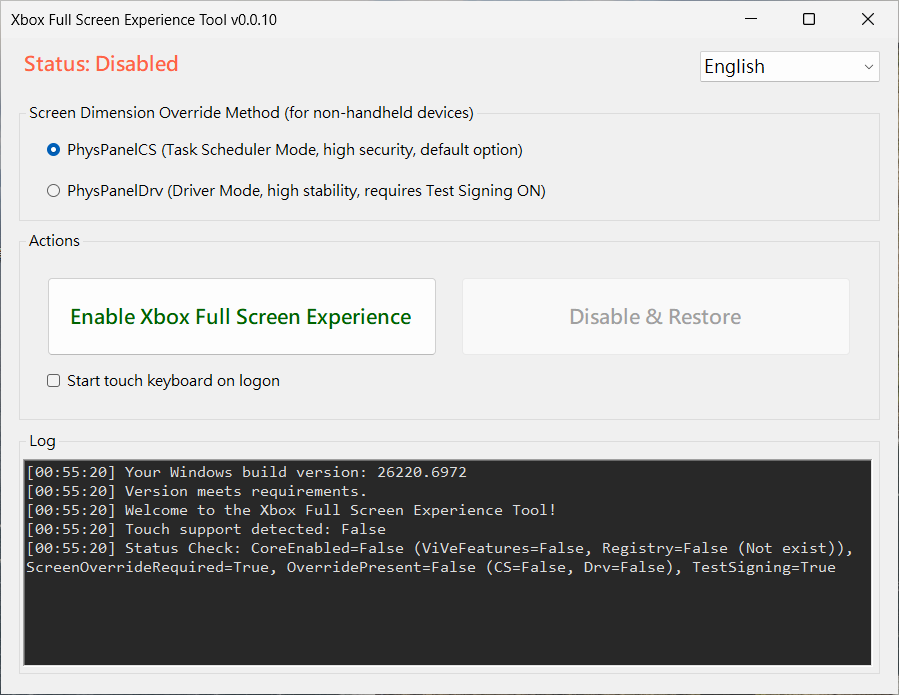 Xbox Full Screen Experience Tool v0.0.10
Status: Disabled
English
Screen Dimension Override Method (for non-handheld devices)
PhysPanelCS (Task Scheduler Mode, high security, default option)
PhysPanelDrv (Driver Mode, high stability, requires Test Signing ON)
Actions
Enable Xbox Full Screen Experience
Disable & Restore
Start touch keyboard on logon
Log
[00:55:20] Your Windows build version: 26220.6972
[00:55:20] Version meets requirements.
[00:55:20] Welcome to the Xbox Full Screen Experience Tool!
[00:55:20] Touch support detected: False
[00:55:20] Status Check: CoreEnabled=False (ViVeFeatures=False, Registry=False (Not exist)),
ScreenOverrideRequired=True, OverridePresent=False (CS=False, Drv=False), TestSigning=True